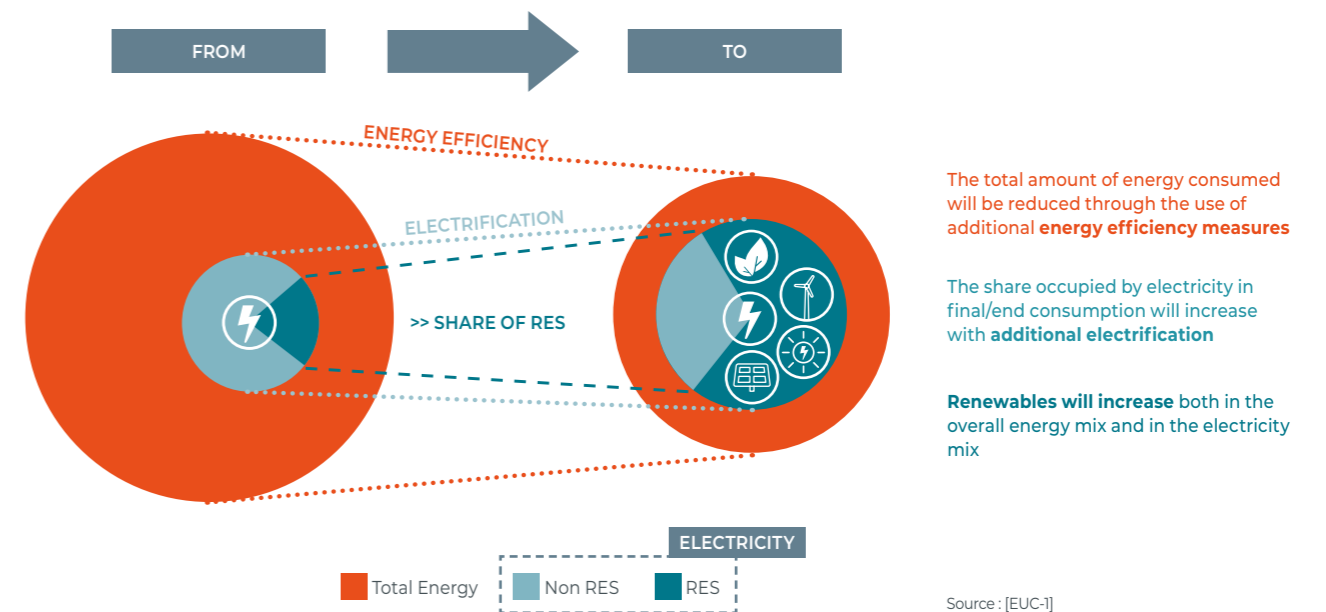 FROM
TO
ENERGY EFFICIENCY
ELECTRIFICATION
>> SHARE OF RES
The total amount of energy consumed
will be reduced through the use of
additional energy efficiency measures
The share occupied by electricity in
final/end consumption will increase
with additional electrification
Renewables will increase both in the
overall energy mix and in the electricity
mix
ELECTRICITY
Total Energy
Non RES
RES
Source : [EUC-1]